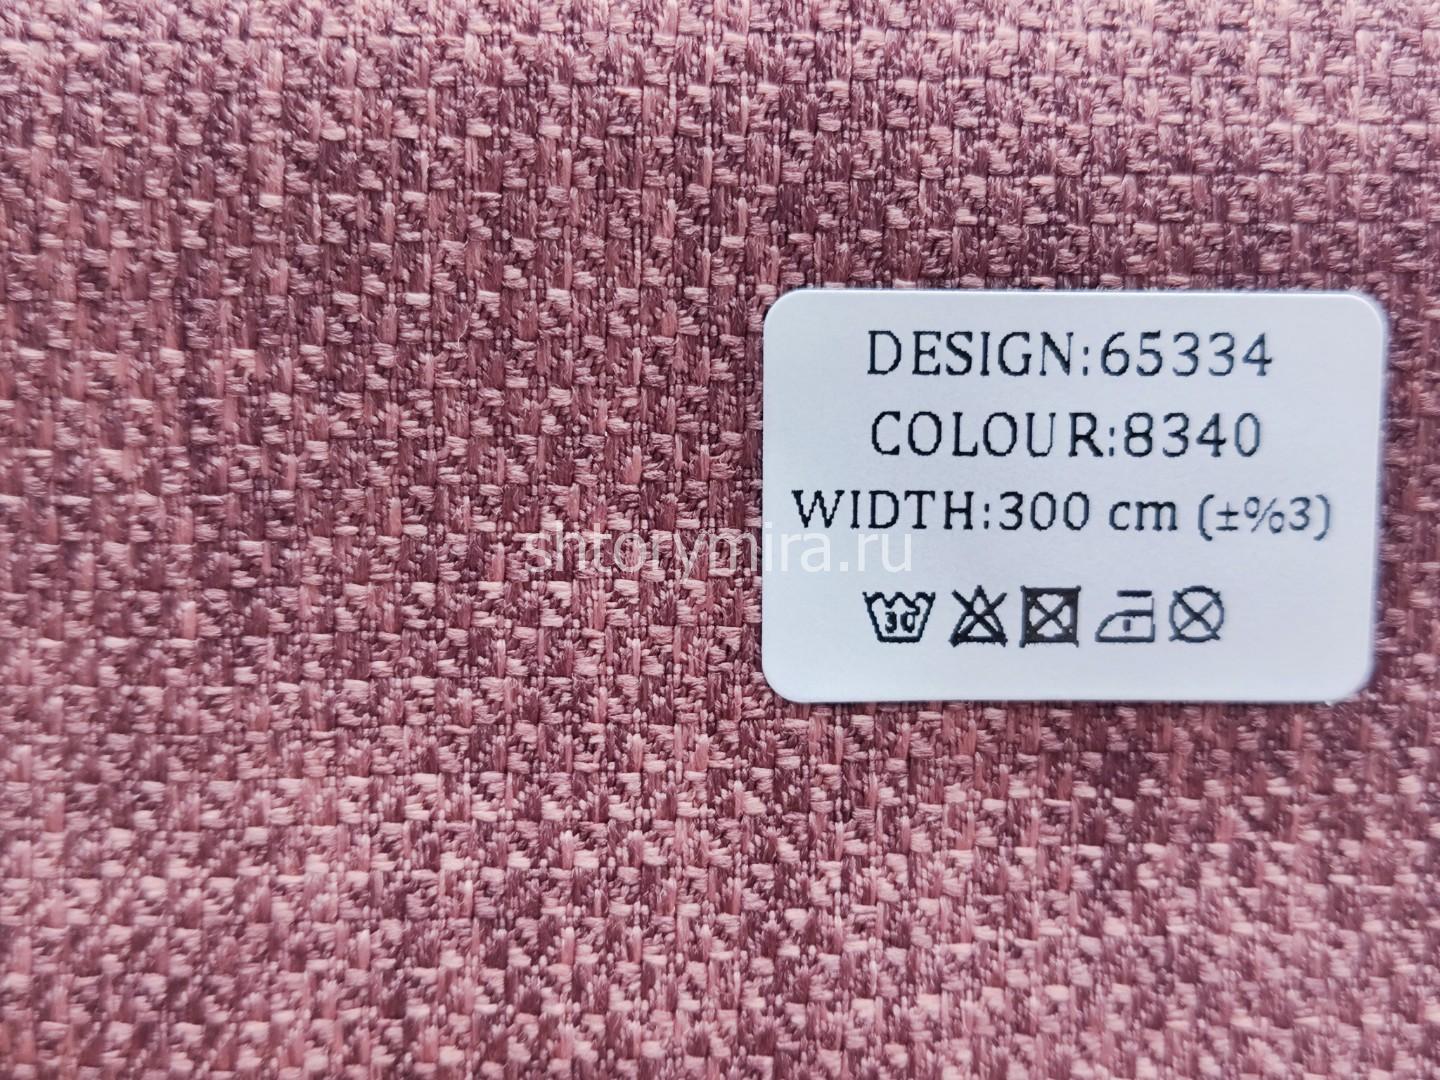 DESIGN:65334
COLOUR:8340
WIDTH:300 cm (±%3)
shtorymira.ru
30